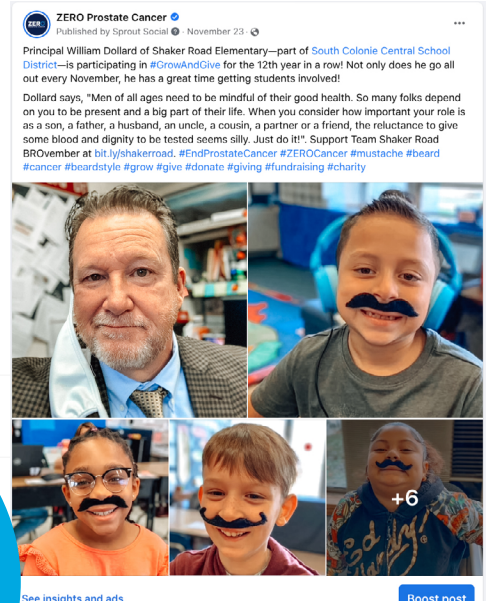 ZERO Prostate Cancer
Published by Sprout Social · November 23 ·
Principal William Dollard of Shaker Road Elementary—part of South Colonie Central School
District—is participating in #GrowAndGive for the 12th year in a row! Not only does he go all
out every November, he has a great time getting students involved!
Dollard says, "Men of all ages need to be mindful of their good health. So many folks depend
on you to be present and a big part of their life. When you consider how important your role is
as a son, a father, a husband, an uncle, a cousin, a partner or a friend, the reluctance to give
some blood and dignity to be tested seems silly. Just do it!". Support Team Shaker Road
BROvember at bit.ly/shakerroad. #EndProstateCancer #ZEROCancer #mustache #beard
#cancer #beardstyle #grow #give #donate #giving #fundraising #charity
+6
See insights and ads
Boost post